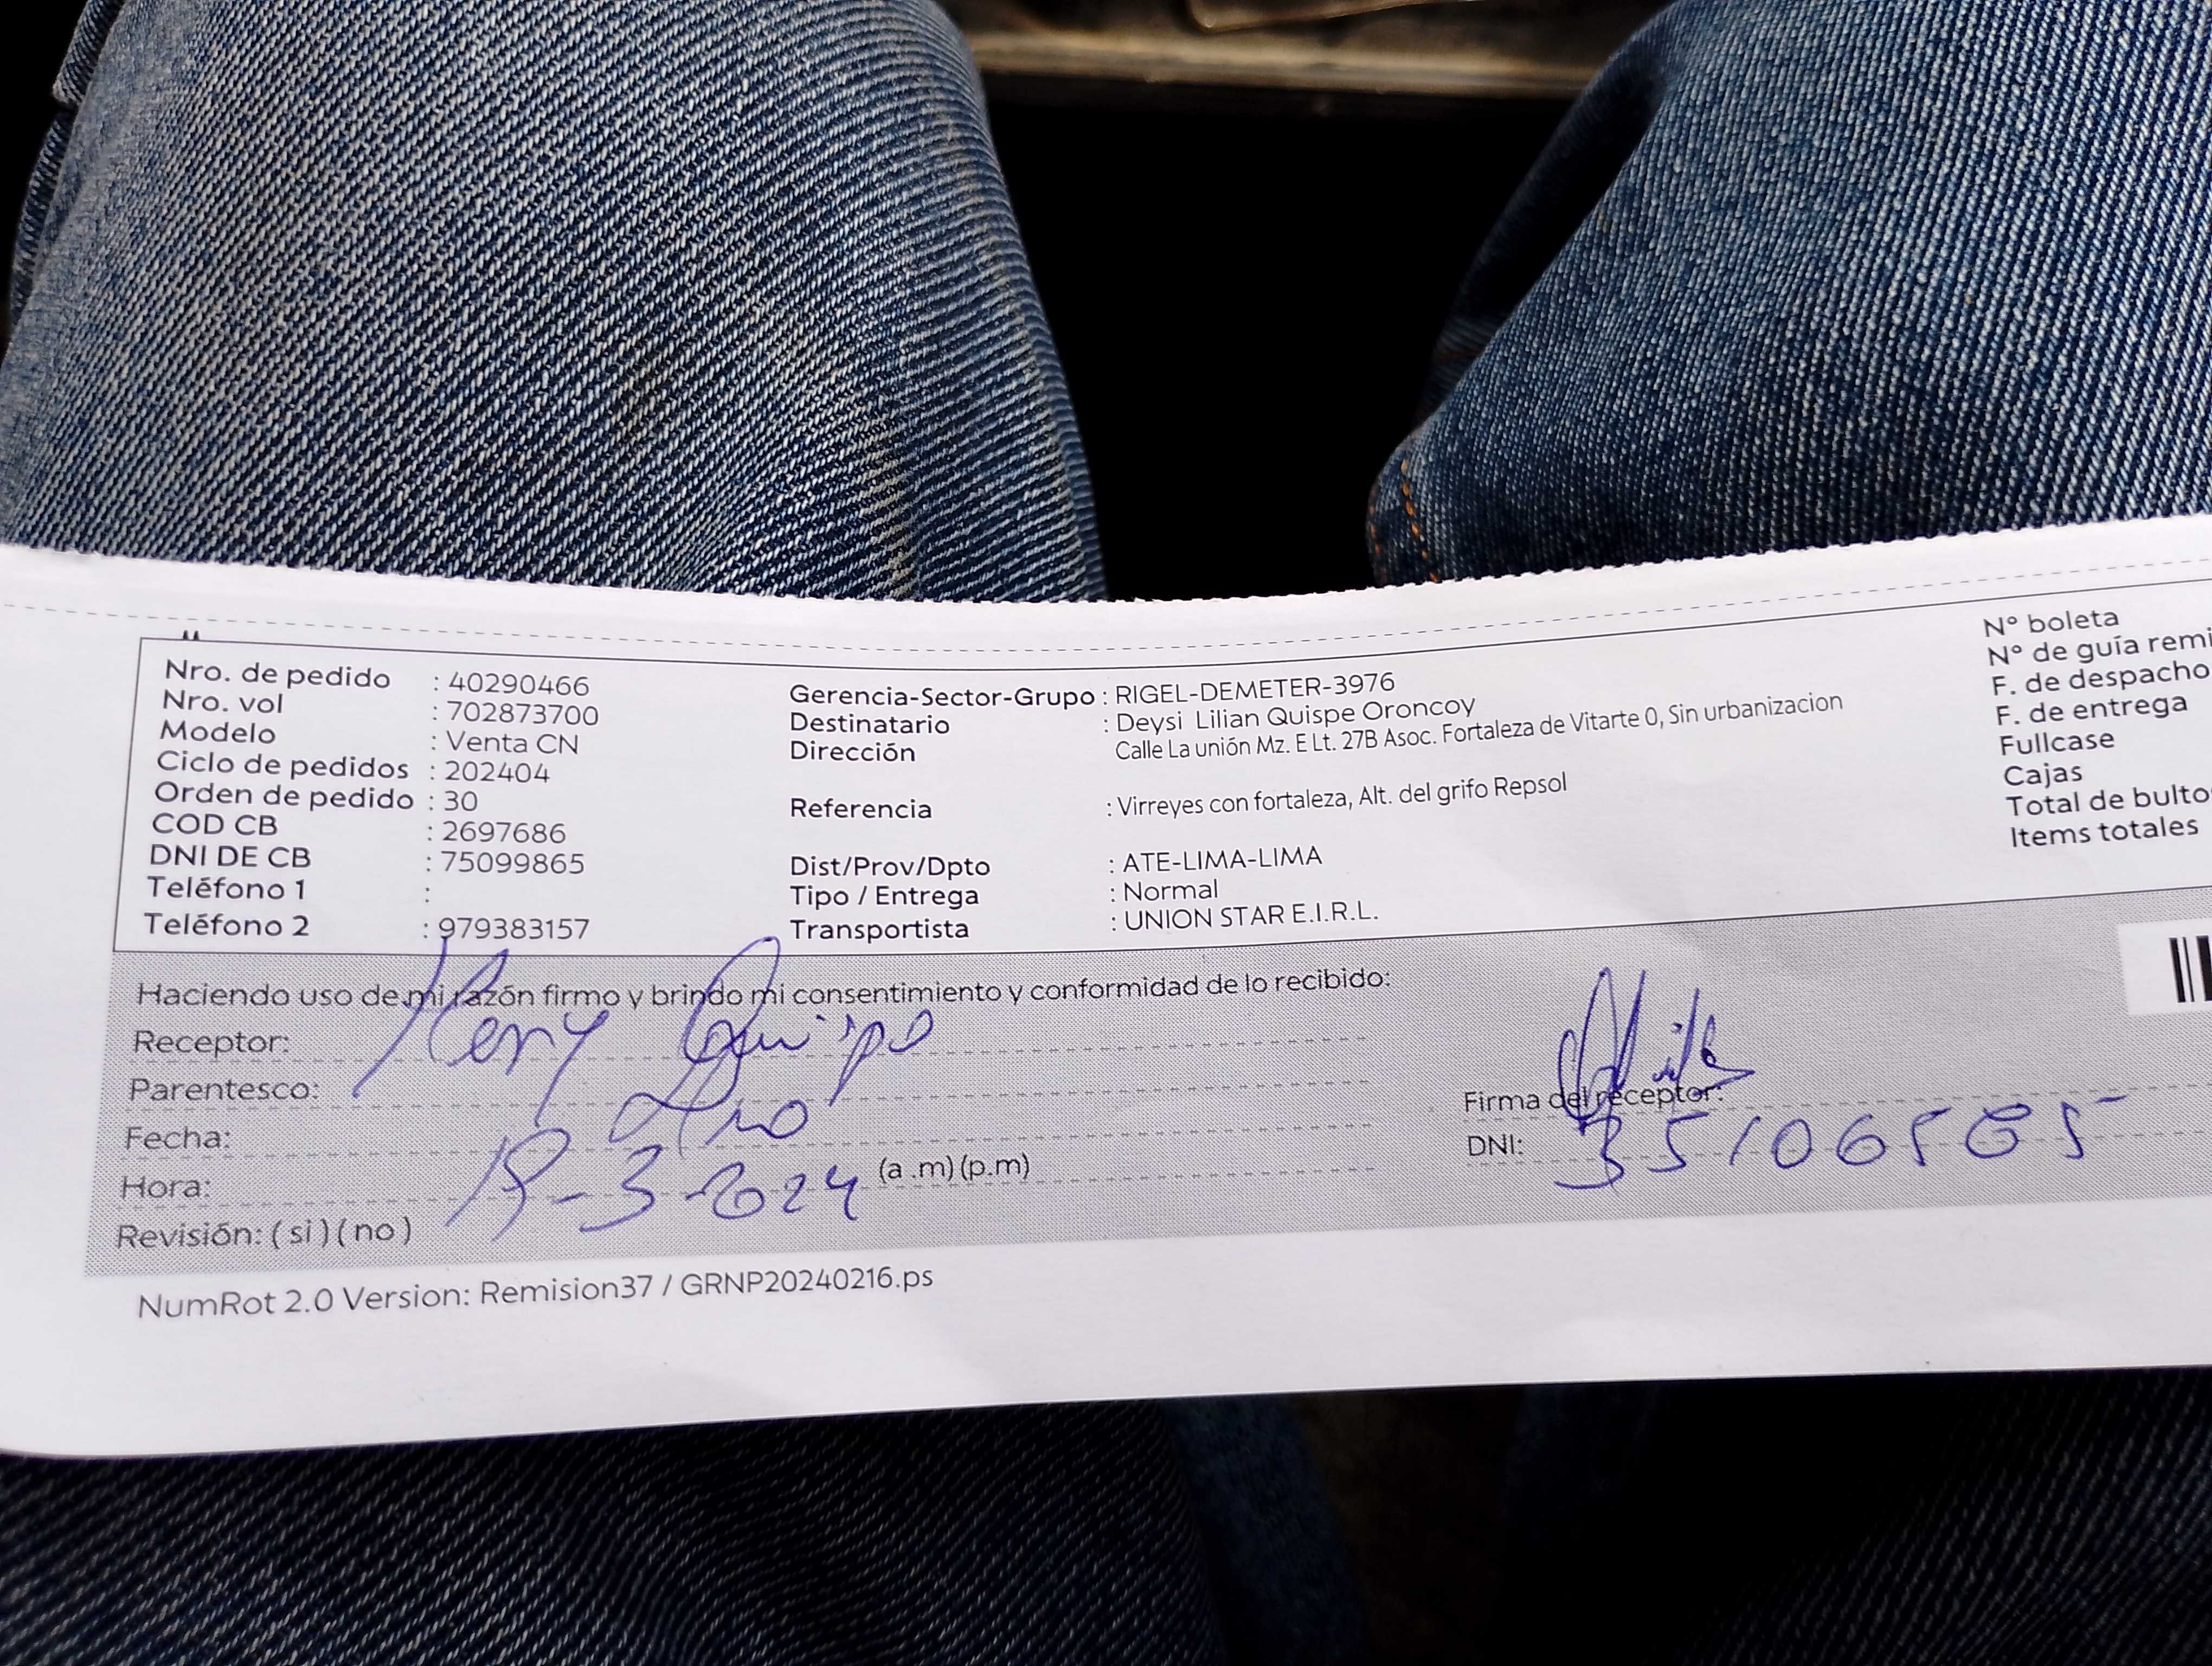 Nro. de pedido : 40290466
Nro. vol : 702873700
Modelo : Venta CN
Ciclo de pedidos : 202404
Orden de pedido : 30
COD CB : 2697686
DNI DE CB : 75099865
Teléfono 1 :
Teléfono 2 : 979383157
Gerencia-Sector-Grupo : RIGEL-DEMETER-3976
Destinatario : Deysi Lilian Quispe Oroncoy
Dirección Calle La unión Mz. E Lt. 27B Asoc. Fortaleza de Vitarte 0, Sin urbanizacion
Referencia : Virreyes con fortaleza, Alt. del grifo Repsol
Dist/Prov/Dpto : ATE-LIMA-LIMA
Tipo / Entrega : Normal
Transportista : UNION STAR E.I.R.L.
N° boleta
N° de guía remi
F. de despacho
F. de entrega
Fullcase
Cajas
Total de bulto
Items totales
Haciendo uso de mi razón firmo y brindo mi consentimiento y conformidad de lo recibido:
Receptor:
Parentesco:
Fecha:
Hora: -3-2024 (a .m) (p.m)
Revisión: ( si ) ( no )
Firma del receptor:
DNI:
NumRot 2.0 Version: Remision37 / GRNP20240216.ps